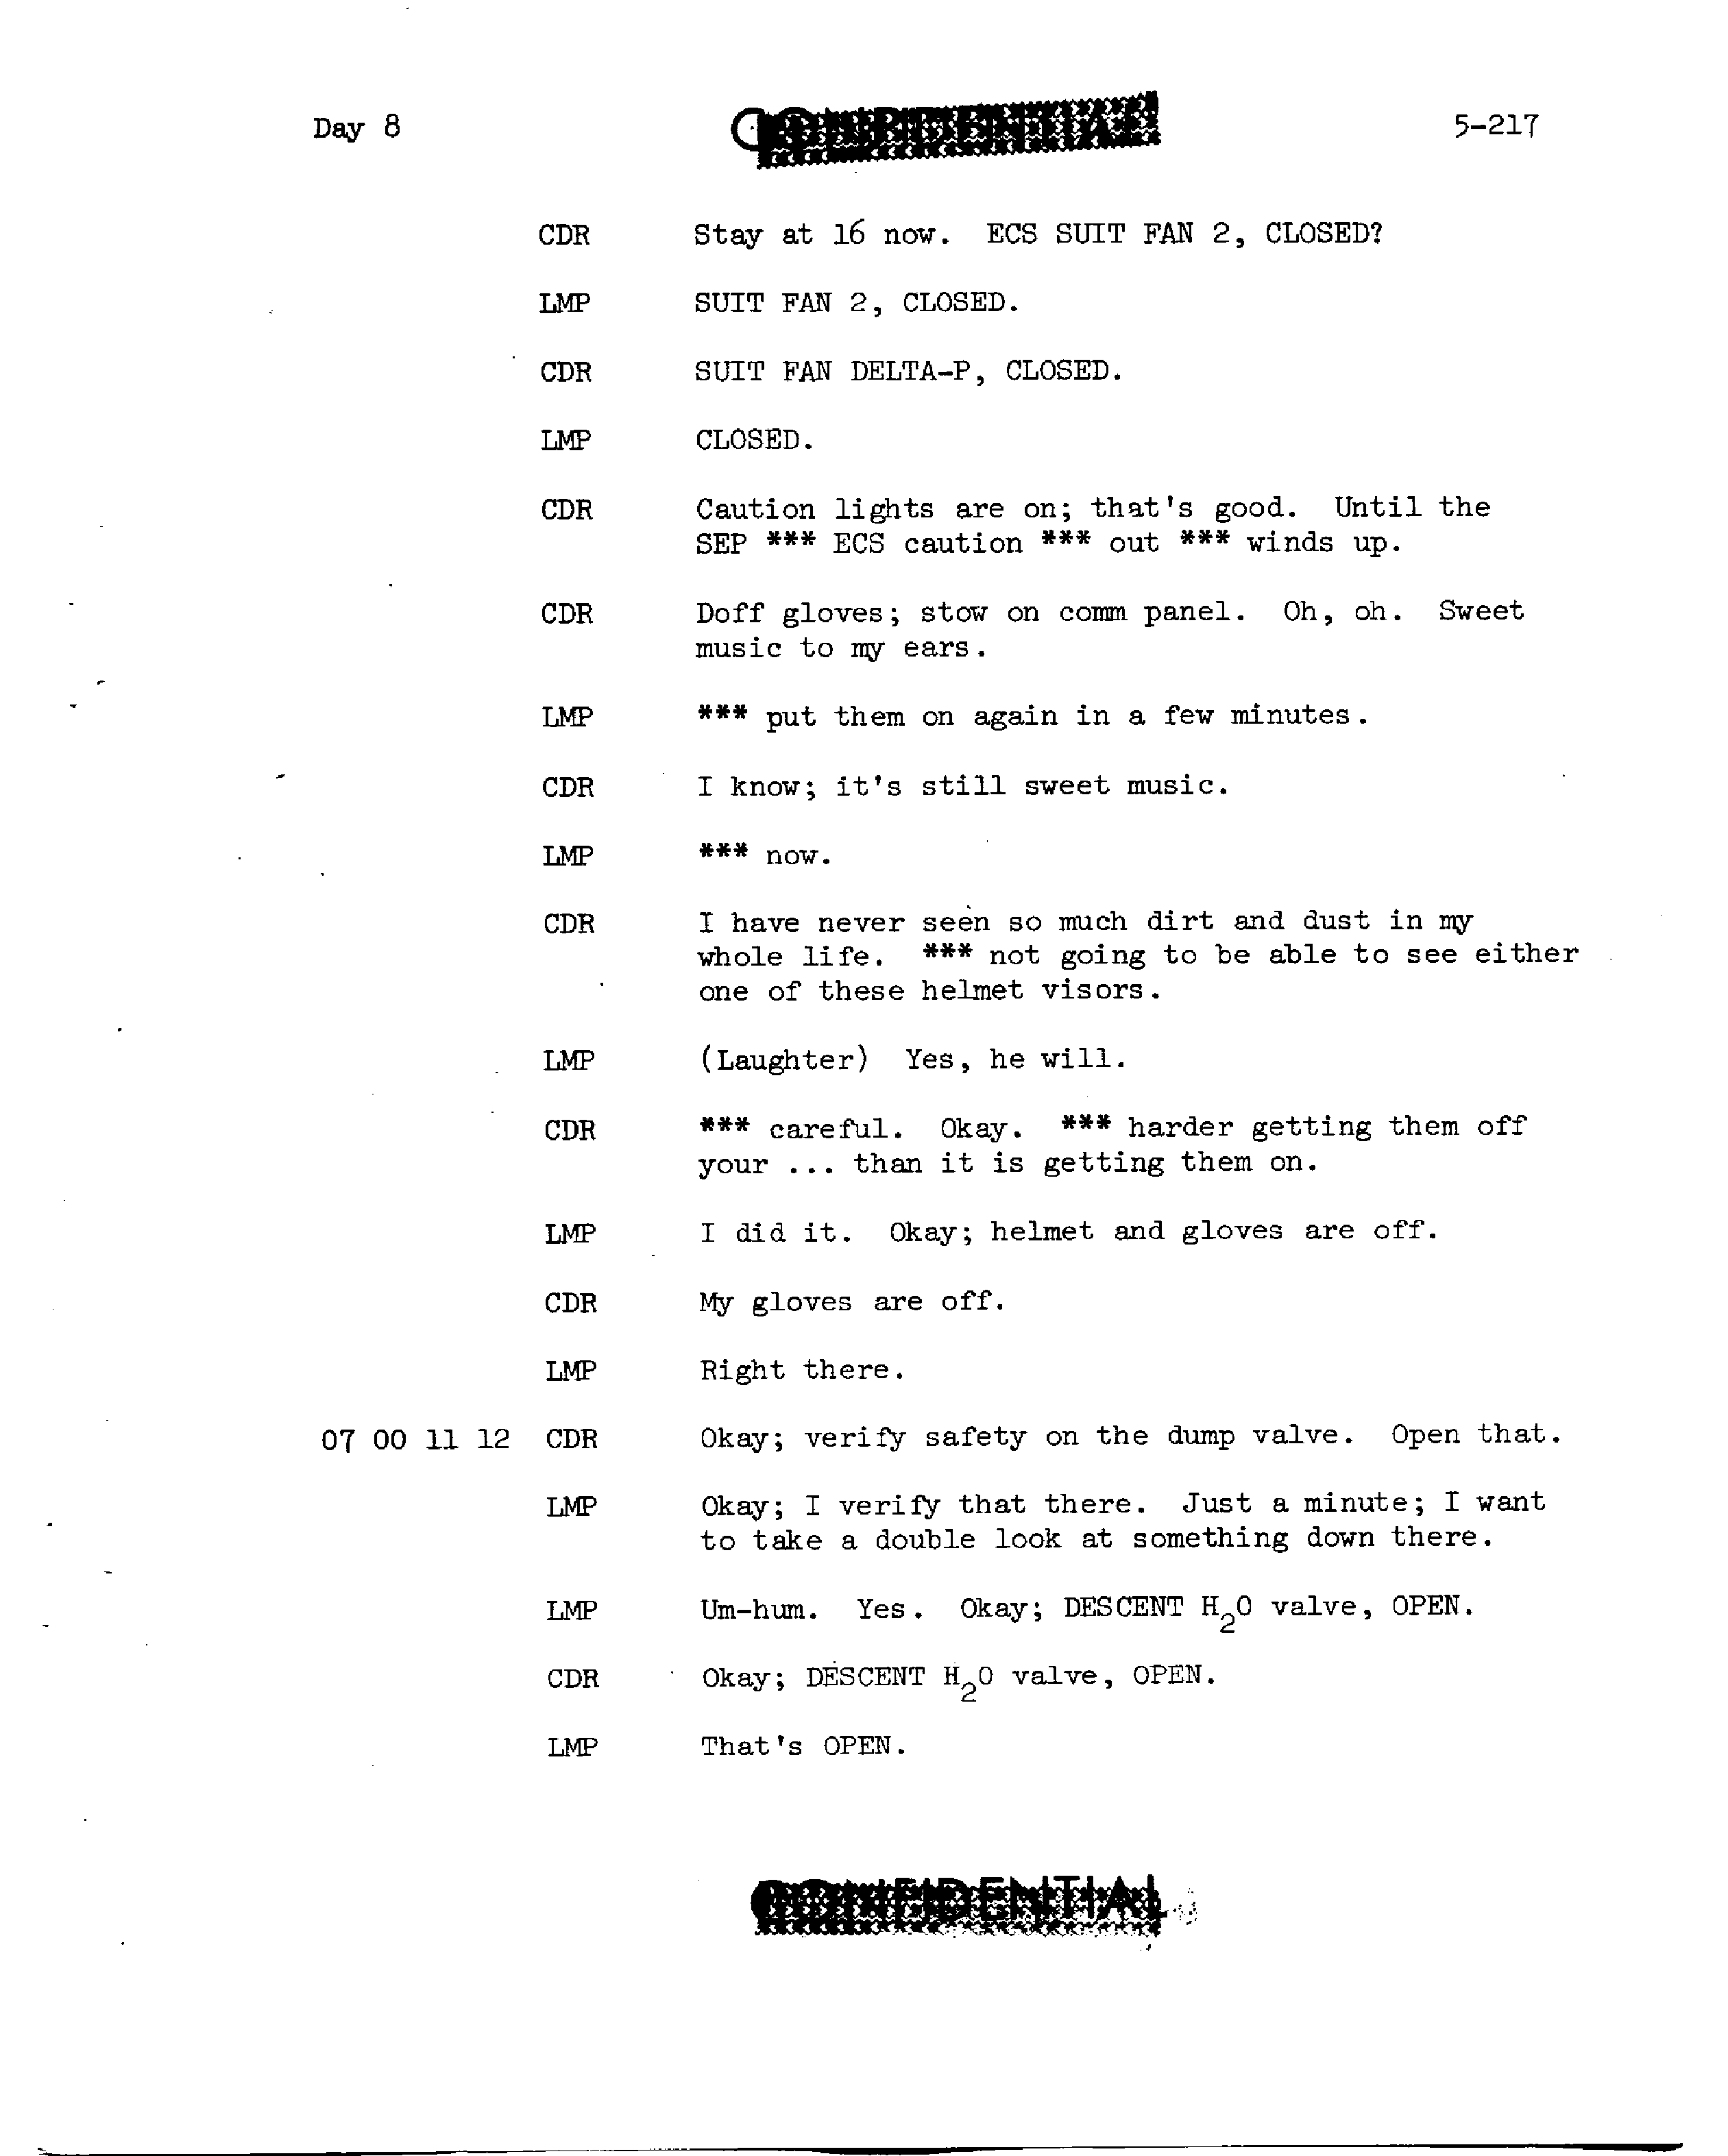 Day 8
CONFIDENTIAL
5-217
CDR Stay at 16 now. ECS SUIT FAN 2, CLOSED?
LMP SUIT FAN 2, CLOSED.
CDR SUIT FAN DELTA-P, CLOSED.
LMP CLOSED.
CDR Caution lights are on; that's good. Until the
SEP *** ECS caution *** out *** winds up.
CDR Doff gloves; stow on comm panel. Oh, oh. Sweet
music to my ears.
LMP *** put them on again in a few minutes.
CDR I know; it's still sweet music.
LMP *** now.
CDR I have never seen so much dirt and dust in my
whole life. *** not going to be able to see either
one of these helmet visors.
LMP (Laughter) Yes, he will.
CDR *** careful. Okay. *** harder getting them off
your ... than it is getting them on.
LMP I did it. Okay; helmet and gloves are off.
CDR My gloves are off.
LMP Right there.
07 00 11 12 CDR Okay; verify safety on the dump valve. Open that.
LMP Okay; I verify that there. Just a minute; I want
to take a double look at something down there.
LMP Um-hum. Yes. Okay; DESCENT H₂O valve, OPEN.
CDR Okay; DESCENT H₂O valve, OPEN.
LMP That's OPEN.
CONFIDENTIAL